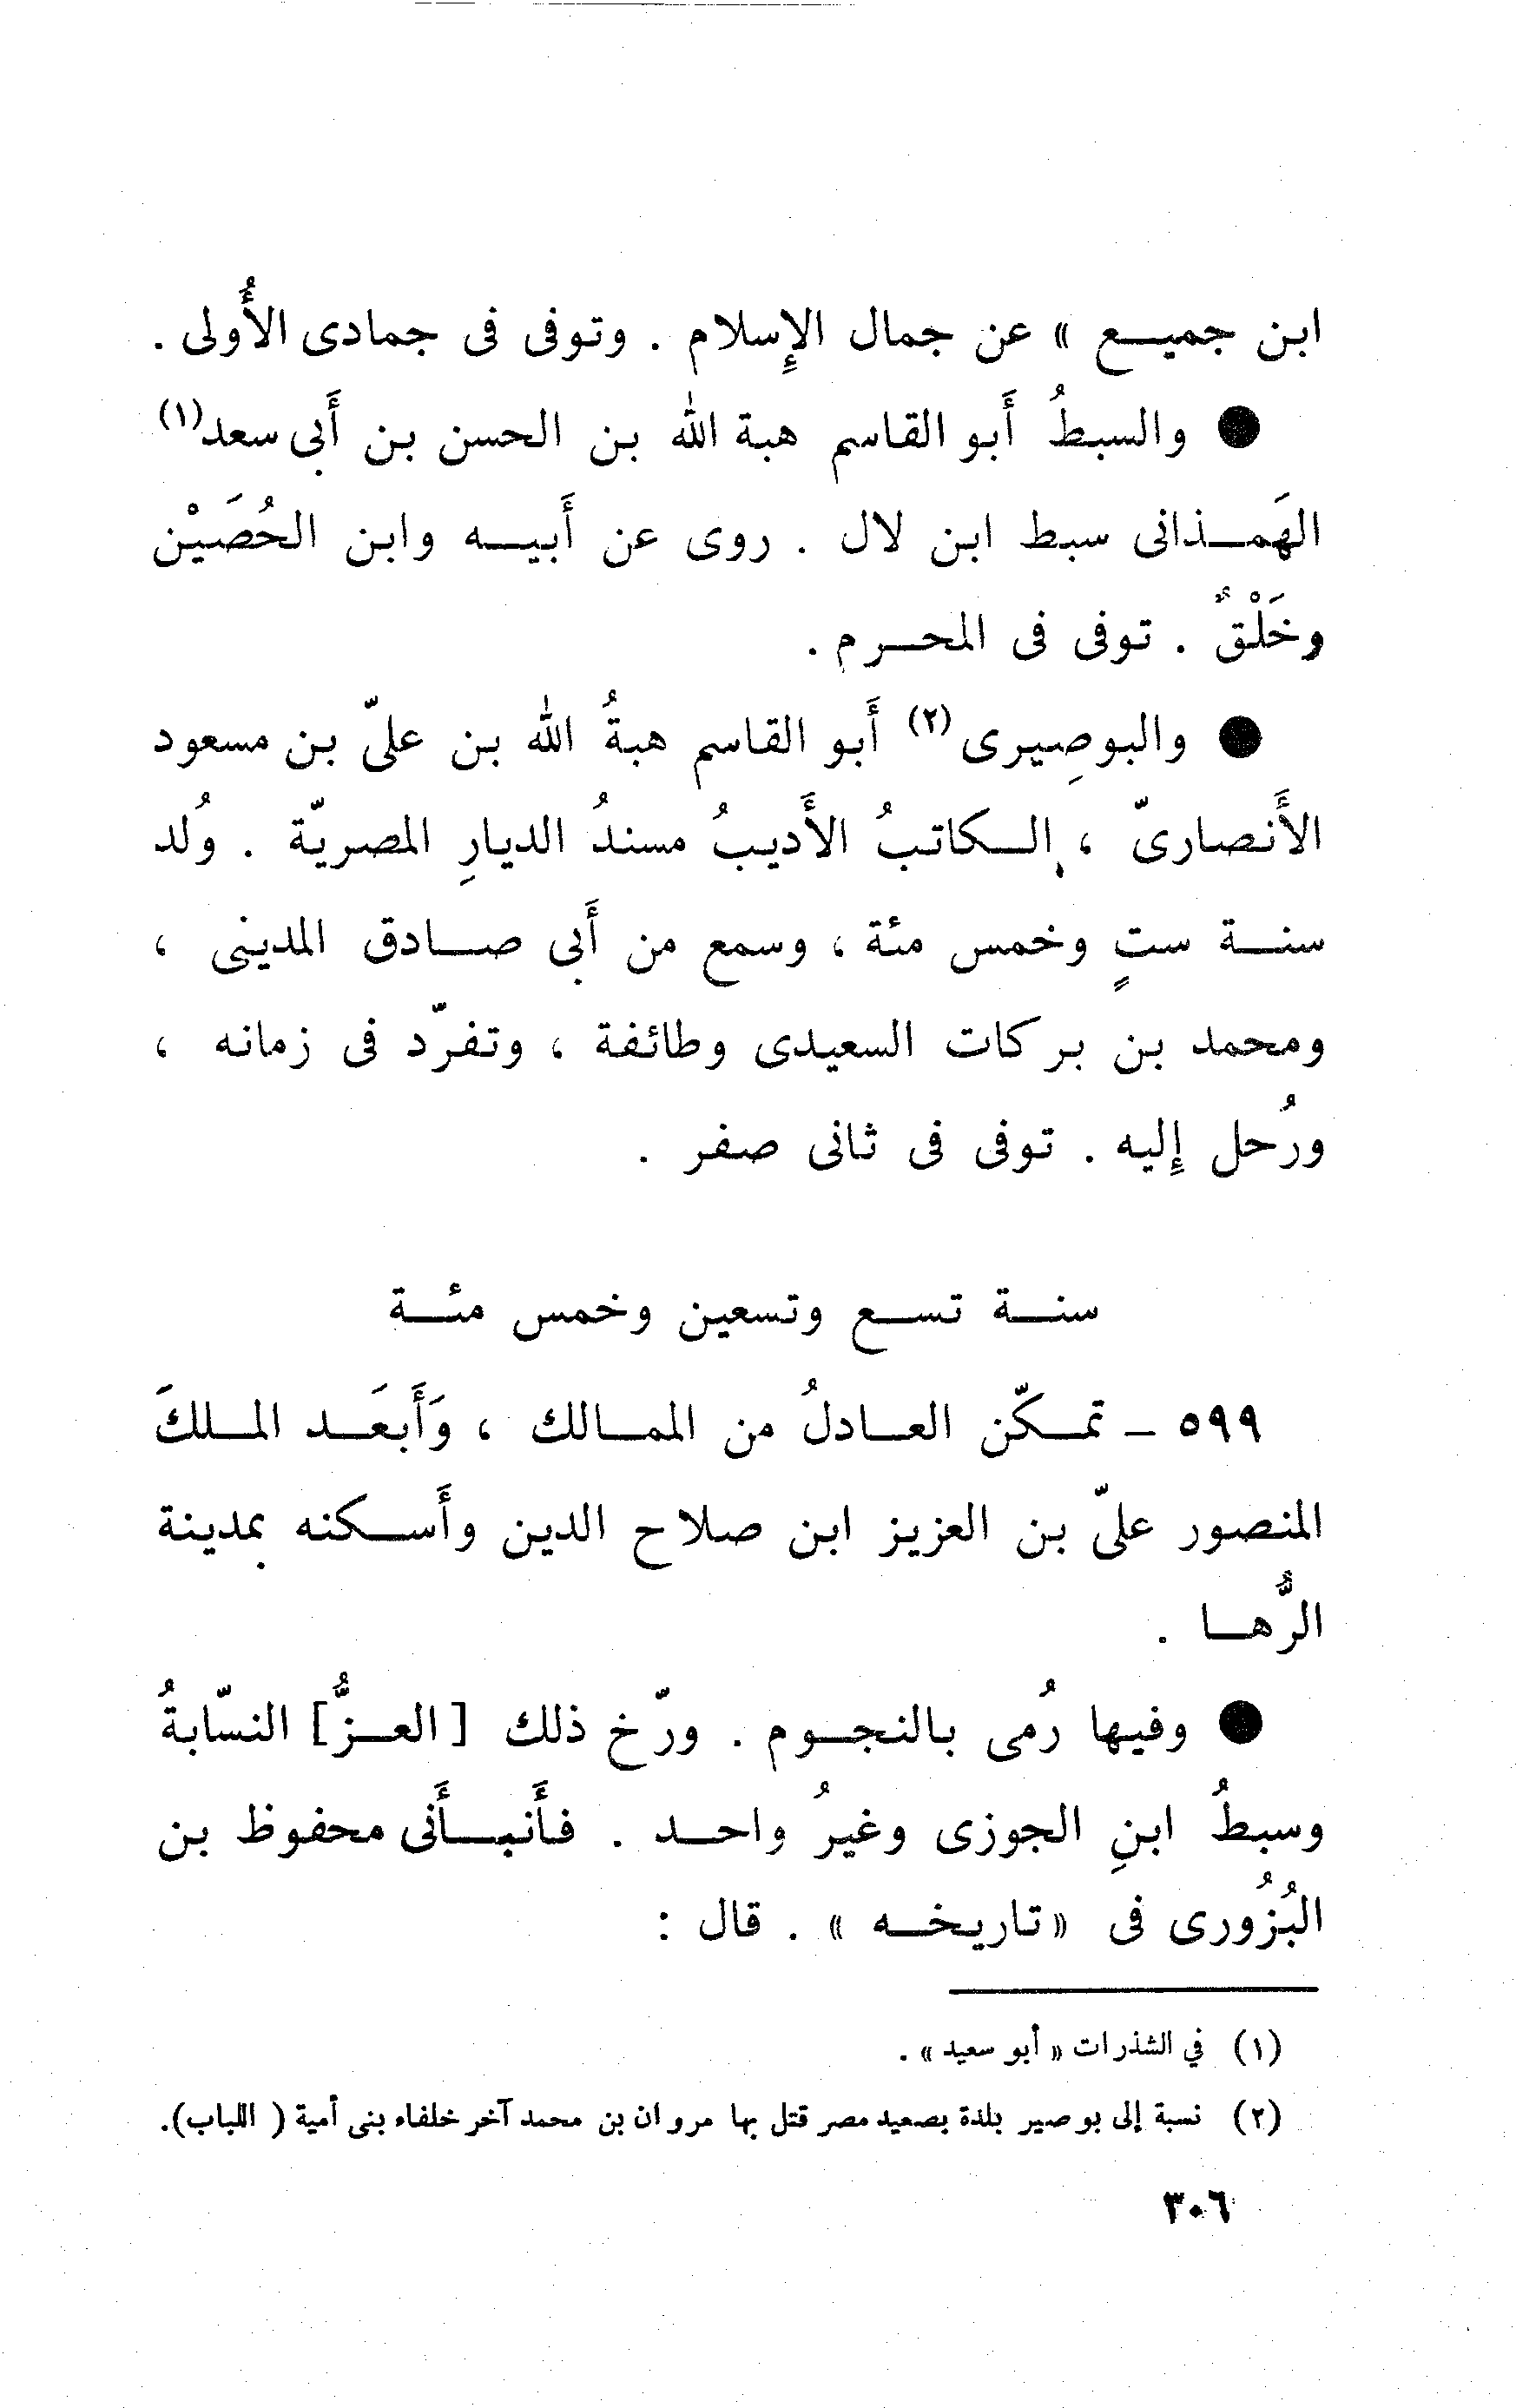 ابن جميع » عن جمال الإِسلام . وتوفى فى جمادى الأُولى .
● والسبطُ أَبو القاسم هبة الله بن الحسن بن أَبى سعد(١)
الهَمذانى سبط ابن لال . روى عن أَبيه وابن الحُصَيْن
وخَلْقٌ . توفى فى المحرم .
● والبوصِيرى (٢) أَبو القاسم هبةُ الله بن علىّ بن مسعود
الأَنصارىّ ، الكاتبُ الأَديبُ مسندُ الديارِ المصريّة . وُلد
سنة ستٍ وخمس مئة ، وسمع من أَبى صادق المدينى ،
ومحمد بن بركات السعيدى وطائفة ، وتفرّد فى زمانه ،
ورُحل إِليه . توفى فى ثانى صفر .
سنة تسع وتسعين وخمس مئة
٥٩٩ - تمكّن العادلُ من الممالك ، وَأَبعَد الملكَ
المنصور علىّ بن العزيز ابن صلاح الدين وأَسكنه بمدينة
الرُّها .
● وفيها رُمى بالنجوم . ورّخ ذلك [ العزُّ ] النسّابةُ
وسبطُ ابنِ الجوزى وغيرُ واحد . فأَنبأَنى محفوظ بن
البُزُورى فى « تاريخه » . قال :
(١) في الشذرات « أبو سعيد » .
(٢) نسبة إلى بوصير بلدة بصعيد مصر قتل بها مروان بن محمد آخر خلفاء بنى أمية ( اللباب ) .
٣٠٦